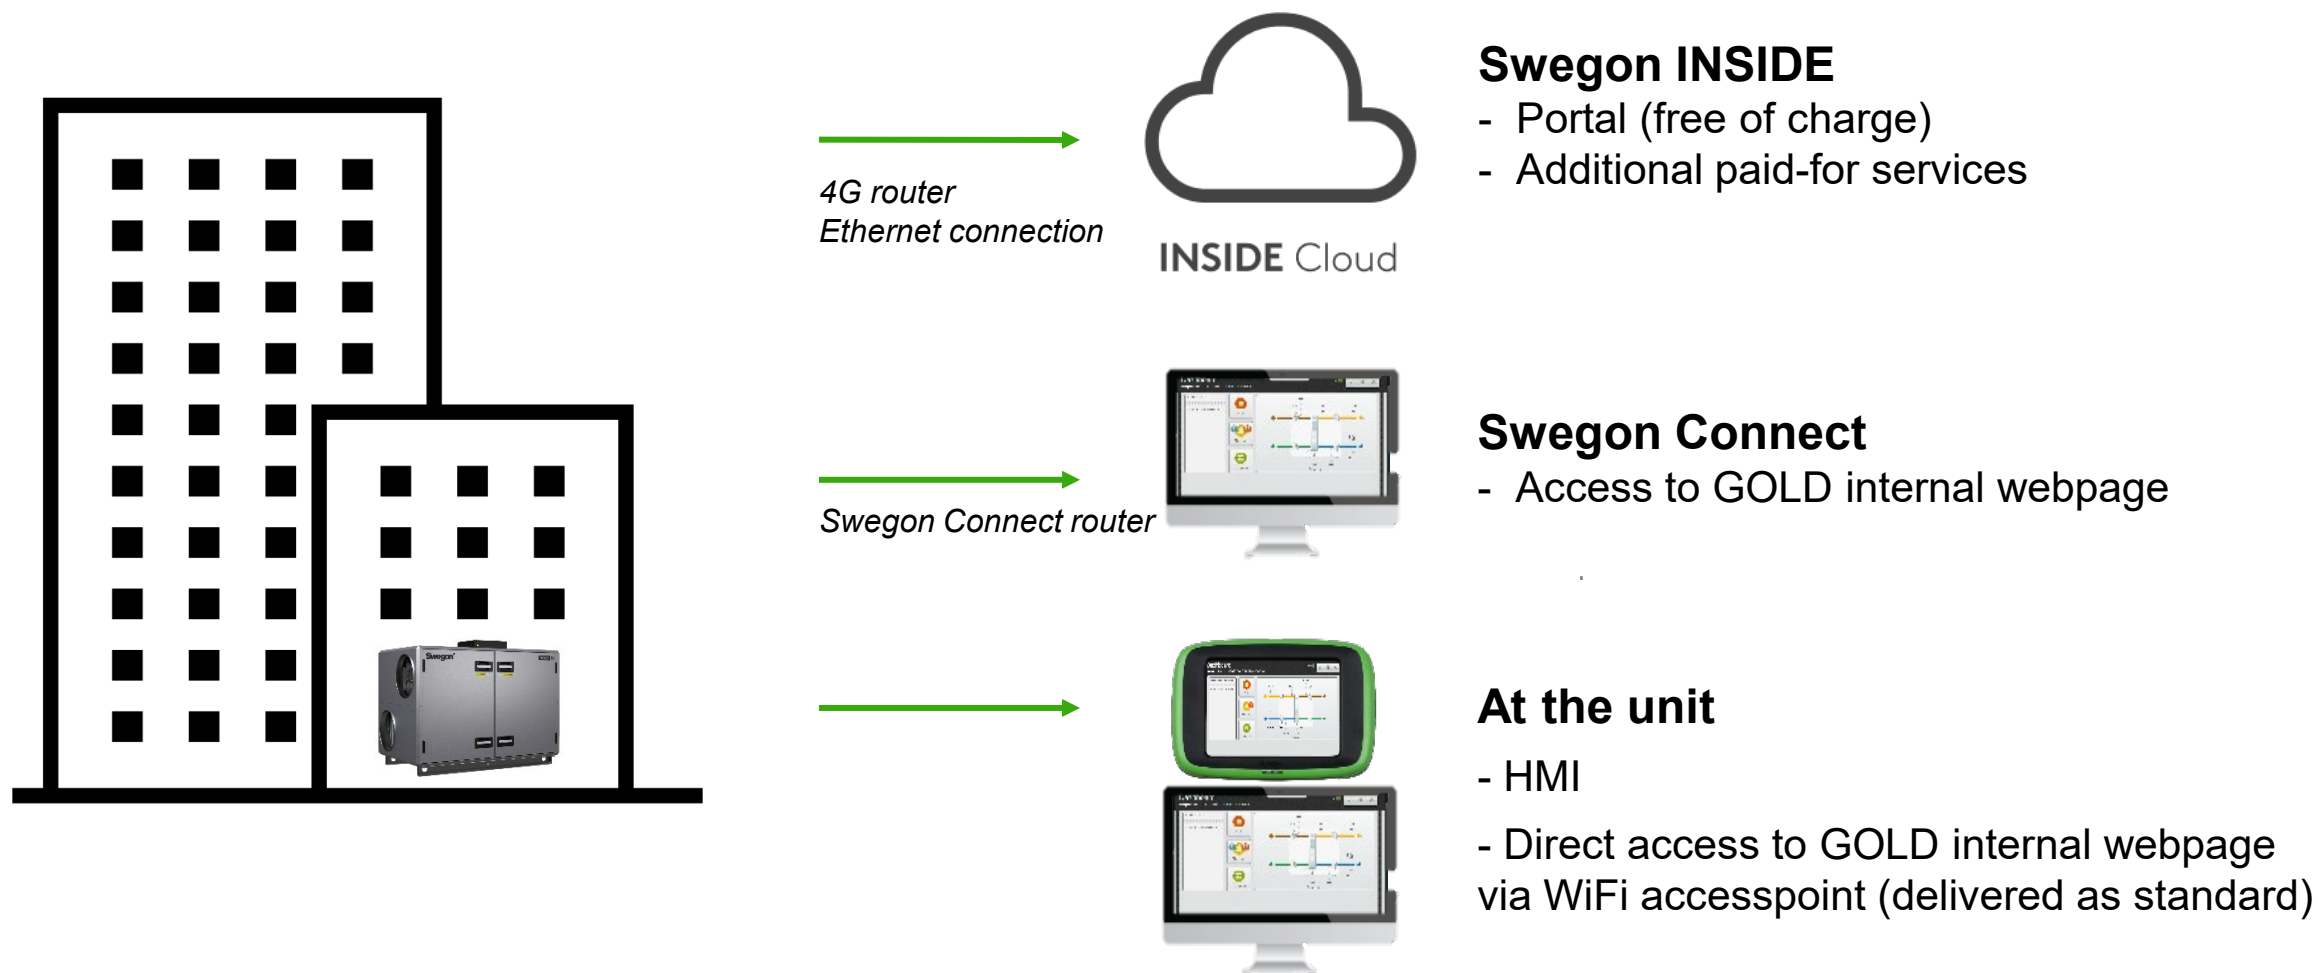 Swegon INSIDE
- Portal (free of charge)
- Additional paid-for services
4G router
Ethernet connection
INSIDE Cloud
Swegon Connect
- Access to GOLD internal webpage
Swegon Connect router
Swegon
At the unit
- HMI
- Direct access to GOLD internal webpage
via WiFi accesspoint (delivered as standard)